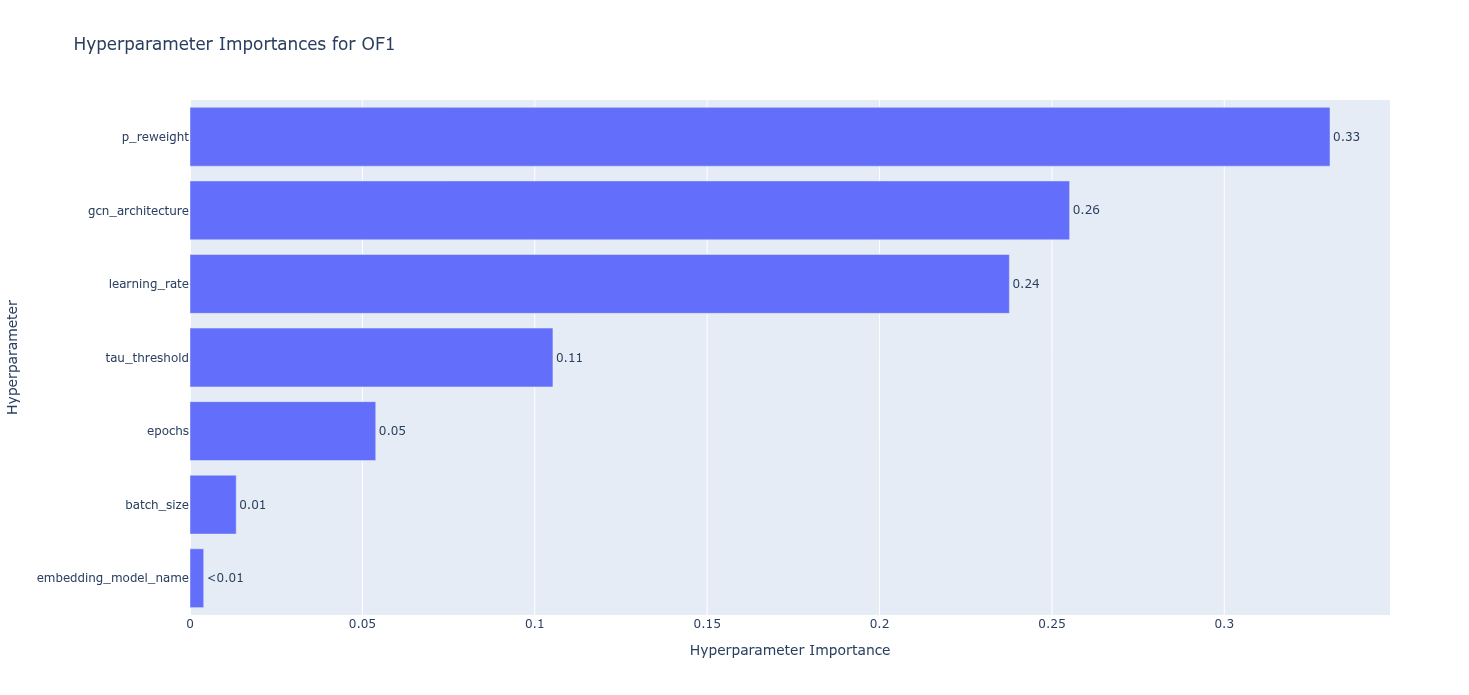 Hyperparameter Importances for OF1
p_reweight
0.33
gcn_architecture
0.26
learning_rate
0.24
tau_threshold
0.11
epochs
0.05
batch_size
0.01
embedding_model_name
<0.01
0
0.05
0.1
0.15
0.2
0.25
0.3
Hyperparameter Importance
Hyperparameter